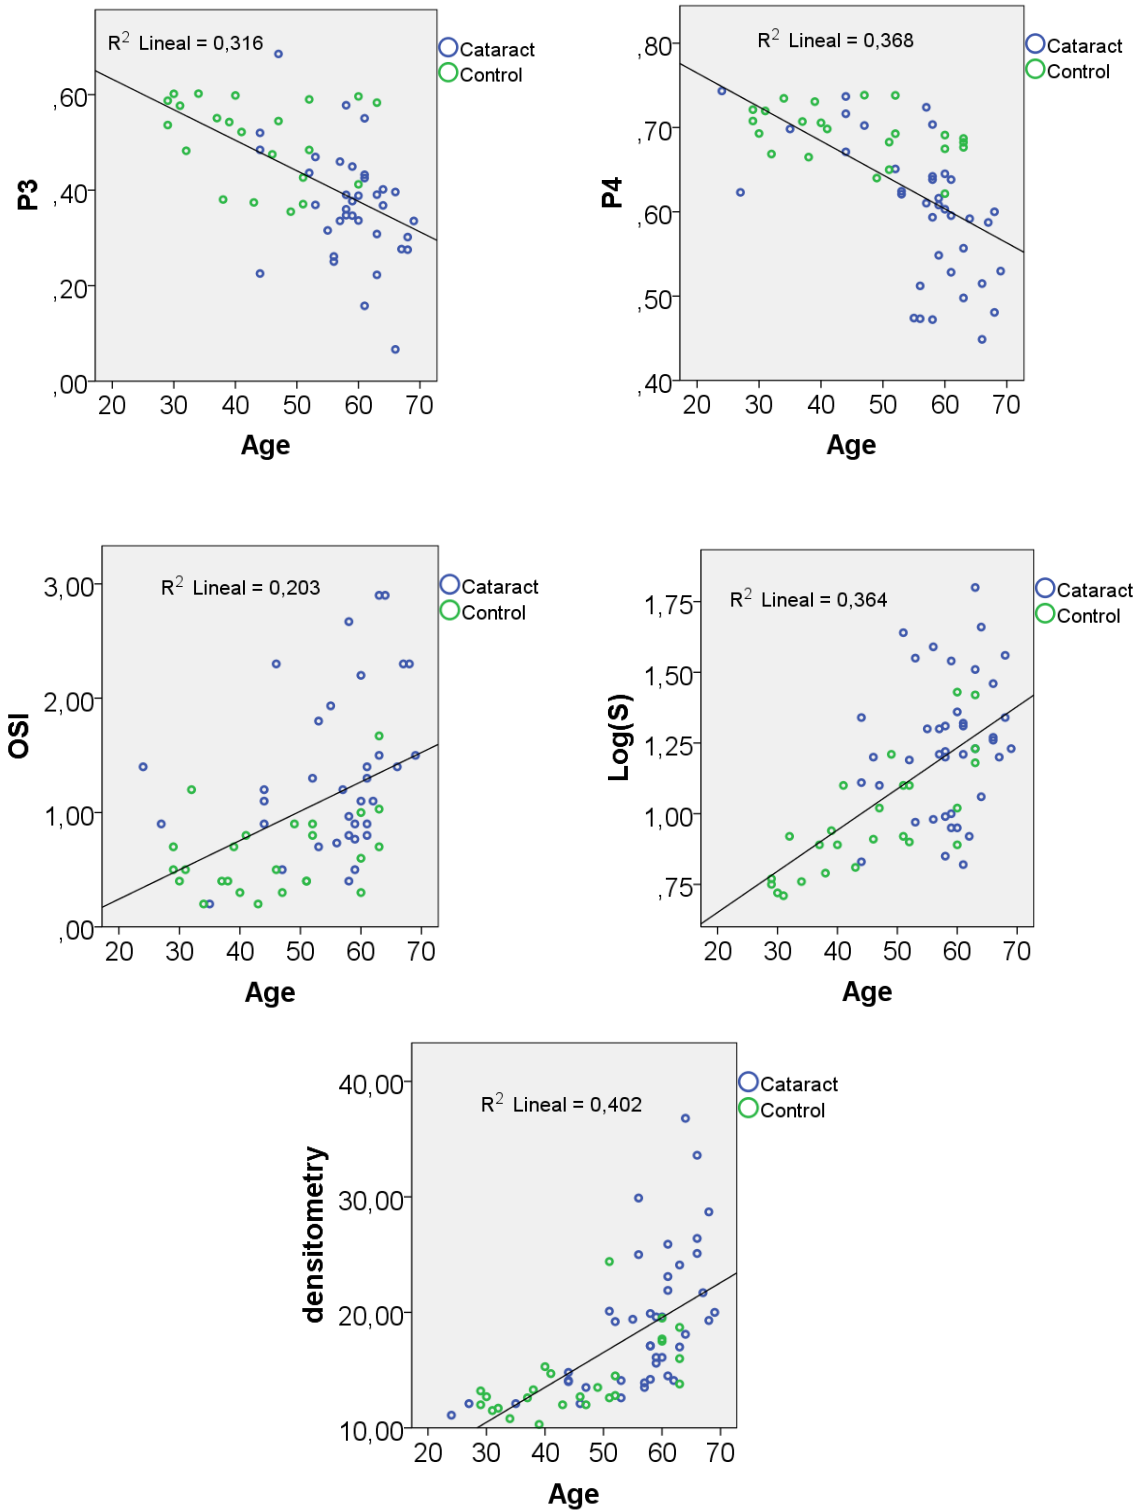 R² Lineal = 0,316
Cataract
Control
,60
,40
,20
,00
P3
20 30 40 50 60 70
Age
R² Lineal = 0,368
Cataract
Control
,80
,70
,60
,50
,40
P4
20 30 40 50 60 70
Age
R² Lineal = 0,203
Cataract
Control
3,00
2,00
1,00
,00
OSI
20 30 40 50 60 70
Age
R² Lineal = 0,364
Cataract
Control
1,75
1,50
1,25
1,00
,75
Log(S)
20 30 40 50 60 70
Age
R² Lineal = 0,402
Cataract
Control
40,00
30,00
20,00
10,00
densitometry
20 30 40 50 60 70
Age